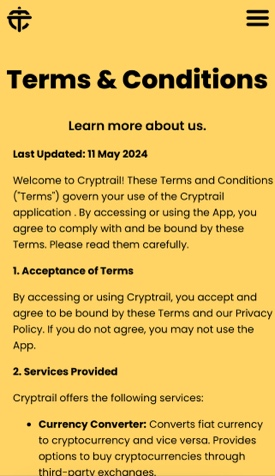 Terms & Conditions
Learn more about us.
Last Updated: 11 May 2024
Welcome to Cryptrail! These Terms and Conditions
("Terms") govern your use of the Cryptrail
application . By accessing or using the App, you
agree to comply with and be bound by these
Terms. Please read them carefully.
1. Acceptance of Terms
By accessing or using Cryptrail, you accept and
agree to be bound by these Terms and our Privacy
Policy. If you do not agree, you may not use the
App.
2. Services Provided
Cryptrail offers the following services:
• Currency Converter: Converts fiat currency
to cryptocurrency and vice versa. Provides
options to buy cryptocurrencies through
third-party exchanges.